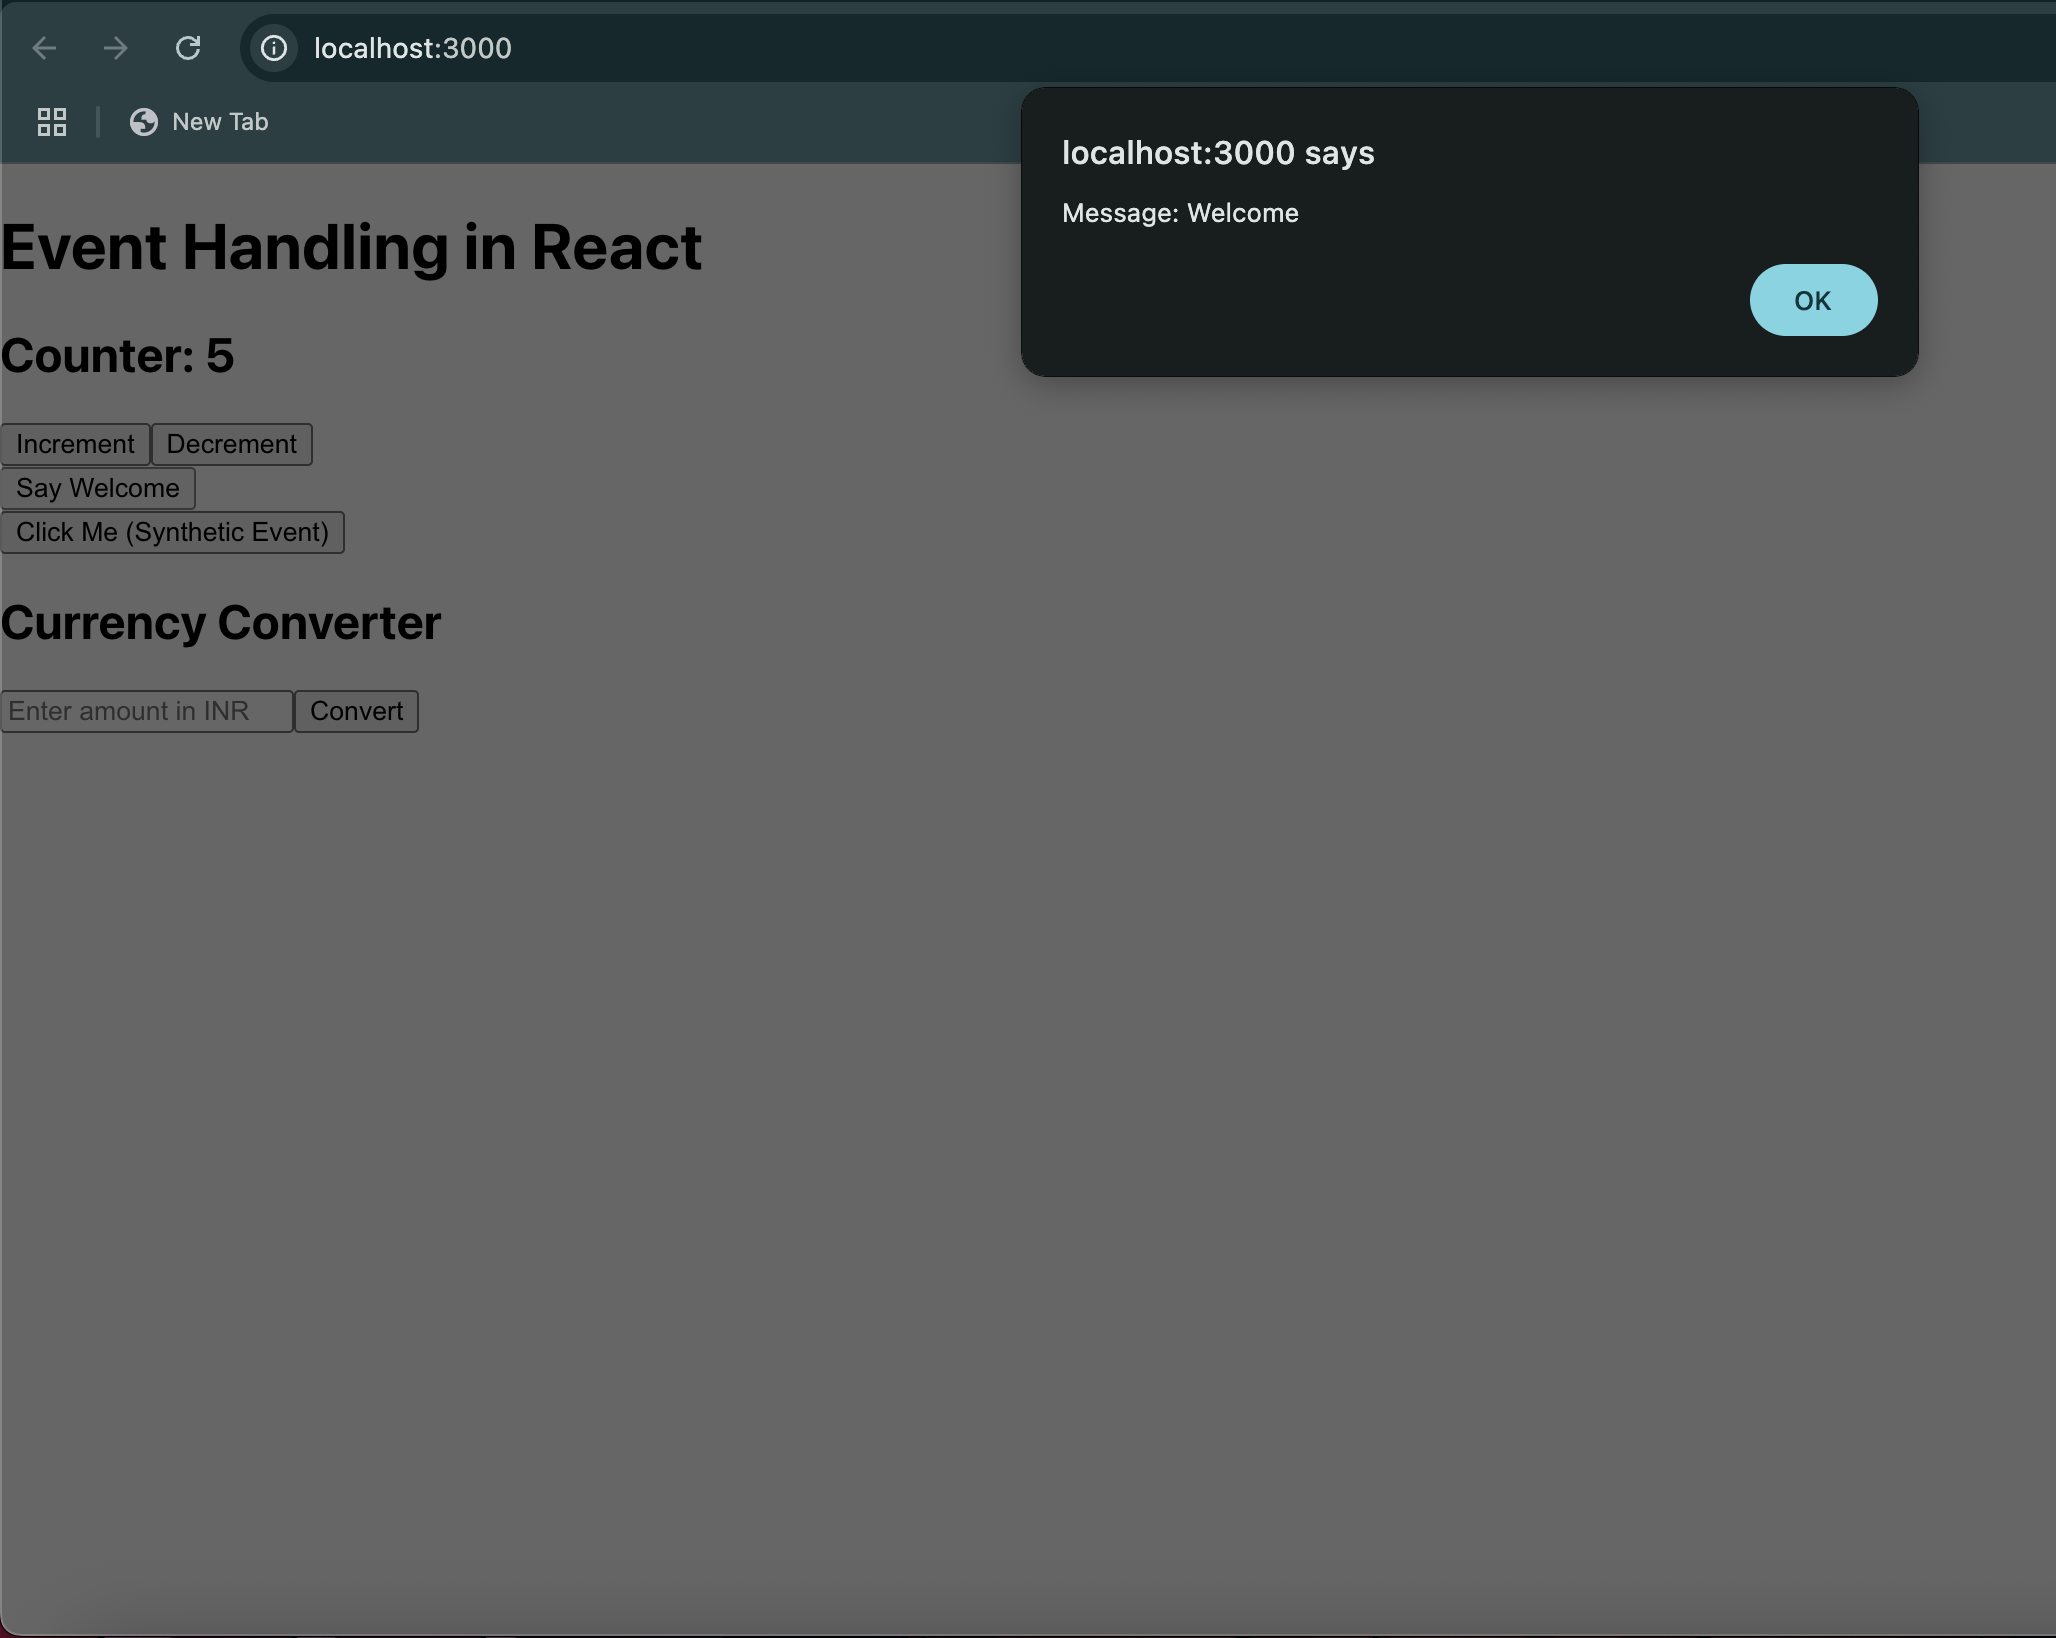 localhost:3000
New Tab
localhost:3000 says
Message: Welcome
OK
Event Handling in React
Counter: 5
Increment Decrement
Say Welcome
Click Me (Synthetic Event)
Currency Converter
Enter amount in INR Convert